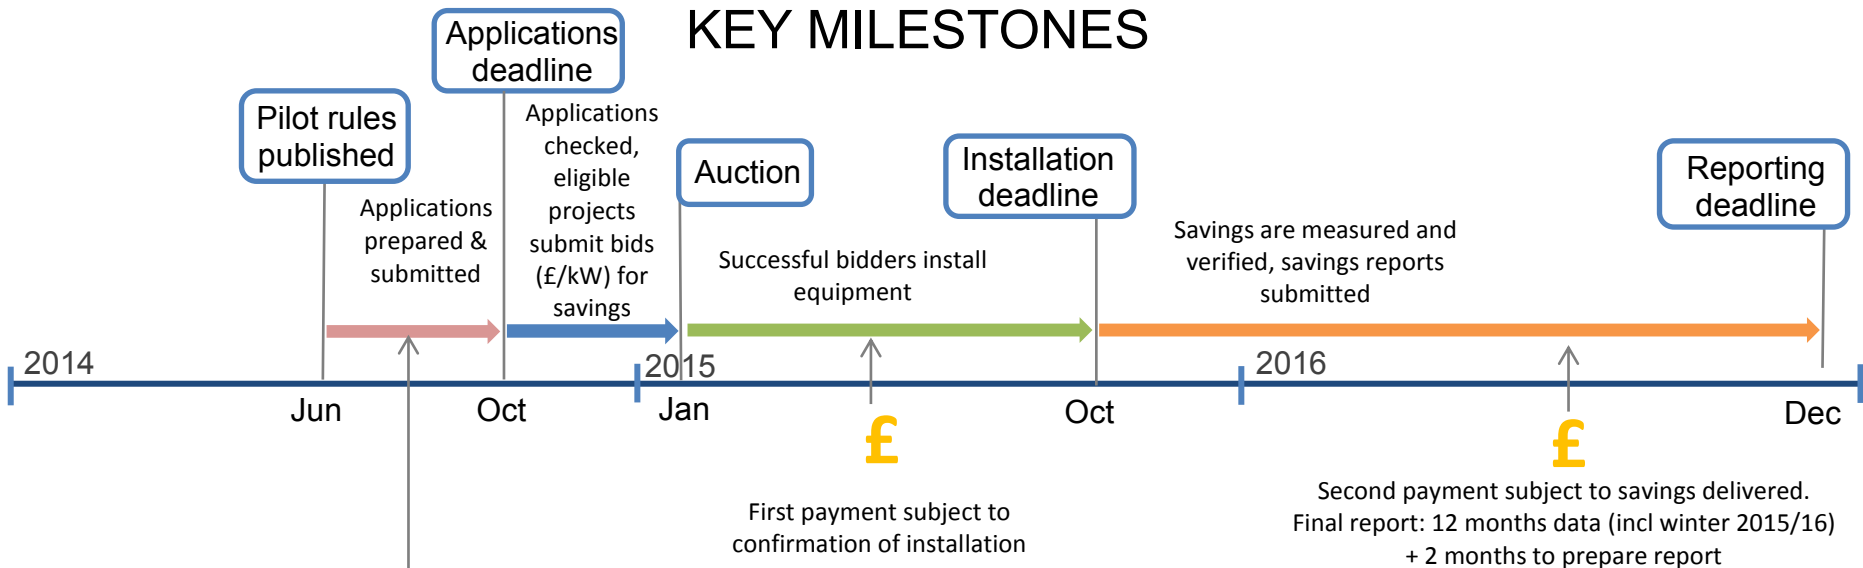 KEY MILESTONES
Applications
deadline
Pilot rules
published
Applications
prepared &
submitted
Applications
checked,
eligible
projects
submit bids
(£/kW) for
savings
Auction
Successful bidders install
equipment
Installation
deadline
Savings are measured and
verified, savings reports
submitted
Reporting
deadline
2014
2015
2016
Jun
Oct
Jan
Oct
Dec
£
£
First payment subject to
confirmation of installation
Second payment subject to savings delivered.
Final report: 12 months data (incl winter 2015/16)
+ 2 months to prepare report